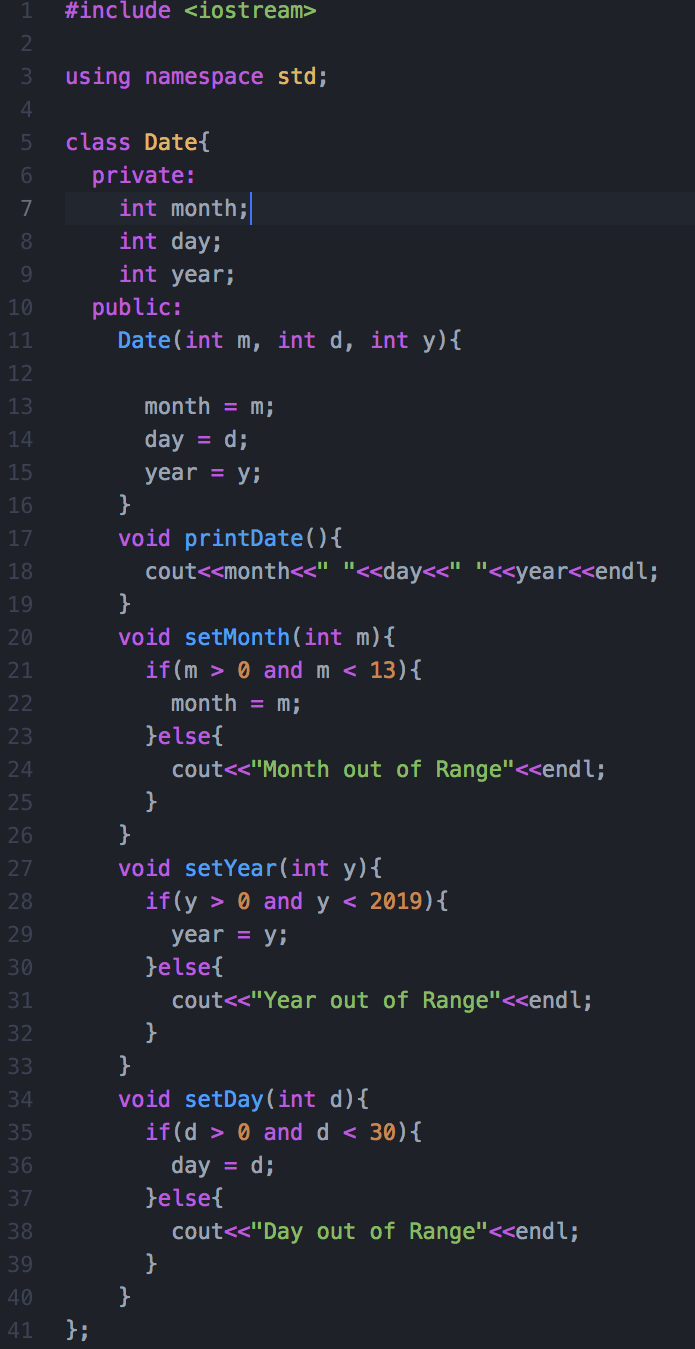 1 #include <iostream>
2
3 using namespace std;
4
5 class Date{
6   private:
7     int month;
8     int day;
9     int year;
10   public:
11     Date(int m, int d, int y){
12
13       month = m;
14       day = d;
15       year = y;
16     }
17     void printDate(){
18       cout<<month<<" "<<day<<" "<<year<<endl;
19     }
20     void setMonth(int m){
21       if(m > 0 and m < 13){
22         month = m;
23       }else{
24         cout<<"Month out of Range"<<endl;
25       }
26     }
27     void setYear(int y){
28       if(y > 0 and y < 2019){
29         year = y;
30       }else{
31         cout<<"Year out of Range"<<endl;
32       }
33     }
34     void setDay(int d){
35       if(d > 0 and d < 30){
36         day = d;
37       }else{
38         cout<<"Day out of Range"<<endl;
39       }
40     }
41 };